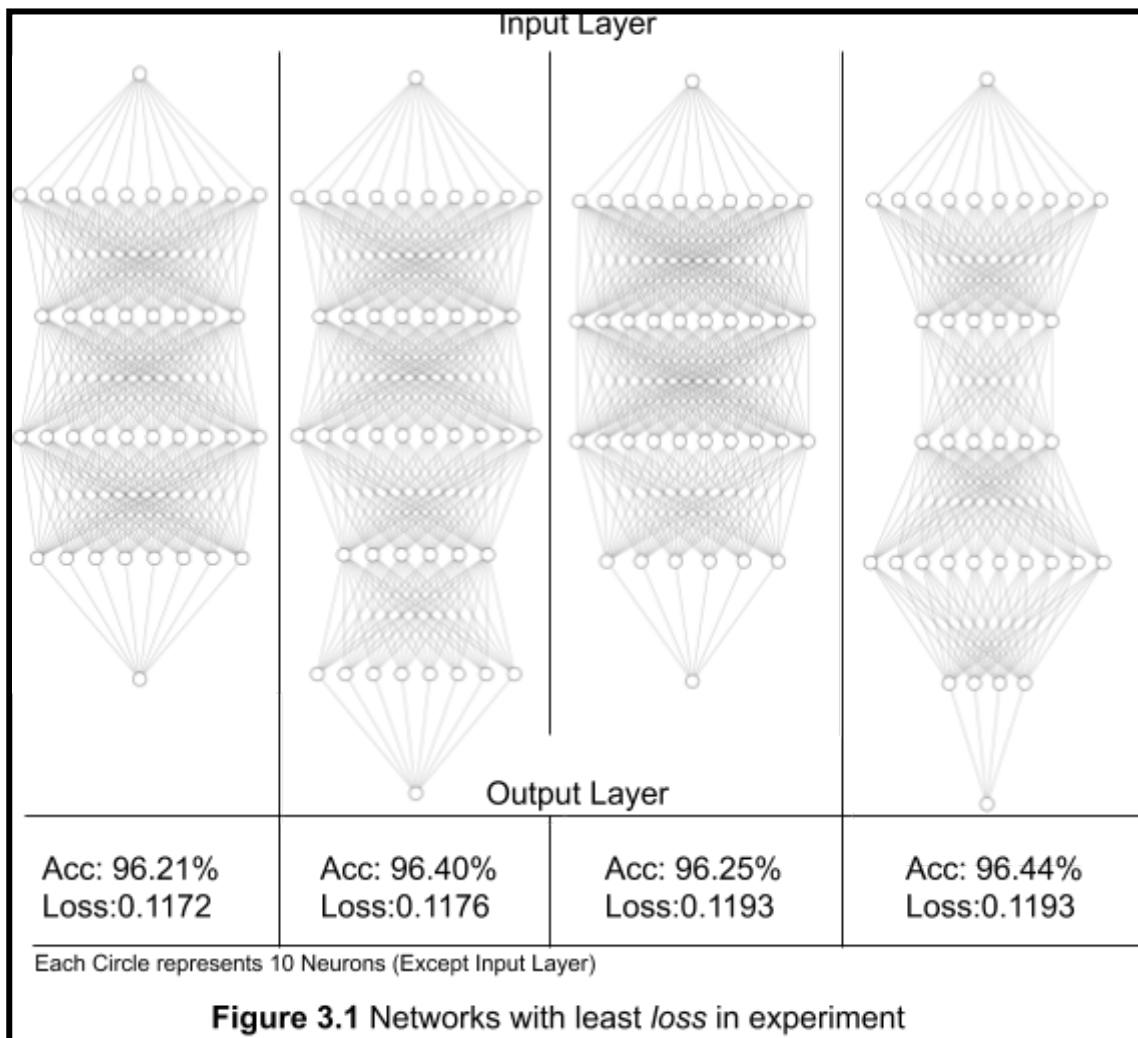 Input Layer
Output Layer
Acc: 96.21%
Loss:0.1172
Acc: 96.40%
Loss:0.1176
Acc: 96.25%
Loss:0.1193
Acc: 96.44%
Loss:0.1193
Each Circle represents 10 Neurons (Except Input Layer)
Figure 3.1 Networks with least loss in experiment